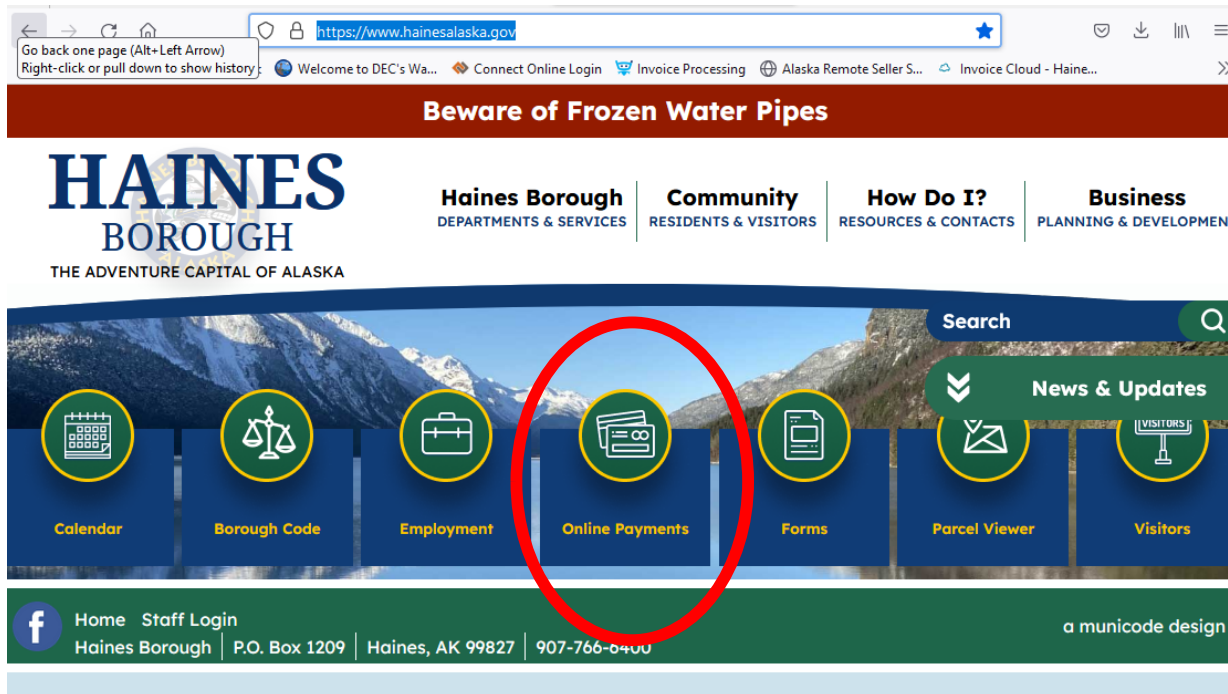 https://www.hainesalaska.gov
Go back one page (Alt+Left Arrow)
Right-click or pull down to show history
Welcome to DEC's Wa... Connect Online Login Invoice Processing Alaska Remote Seller S... Invoice Cloud - Haine...
Beware of Frozen Water Pipes
HAINES
BOROUGH
THE ADVENTURE CAPITAL OF ALASKA
Haines Borough Community How Do I? Business
DEPARTMENTS & SERVICES RESIDENTS & VISITORS RESOURCES & CONTACTS PLANNING & DEVELOPMEN
Search
News & Updates
VISITORS
Calendar Borough Code Employment Online Payments Forms Parcel Viewer Visitors
Home Staff Login
Haines Borough P.O. Box 1209 Haines, AK 99827 907-766-6400
a municode design